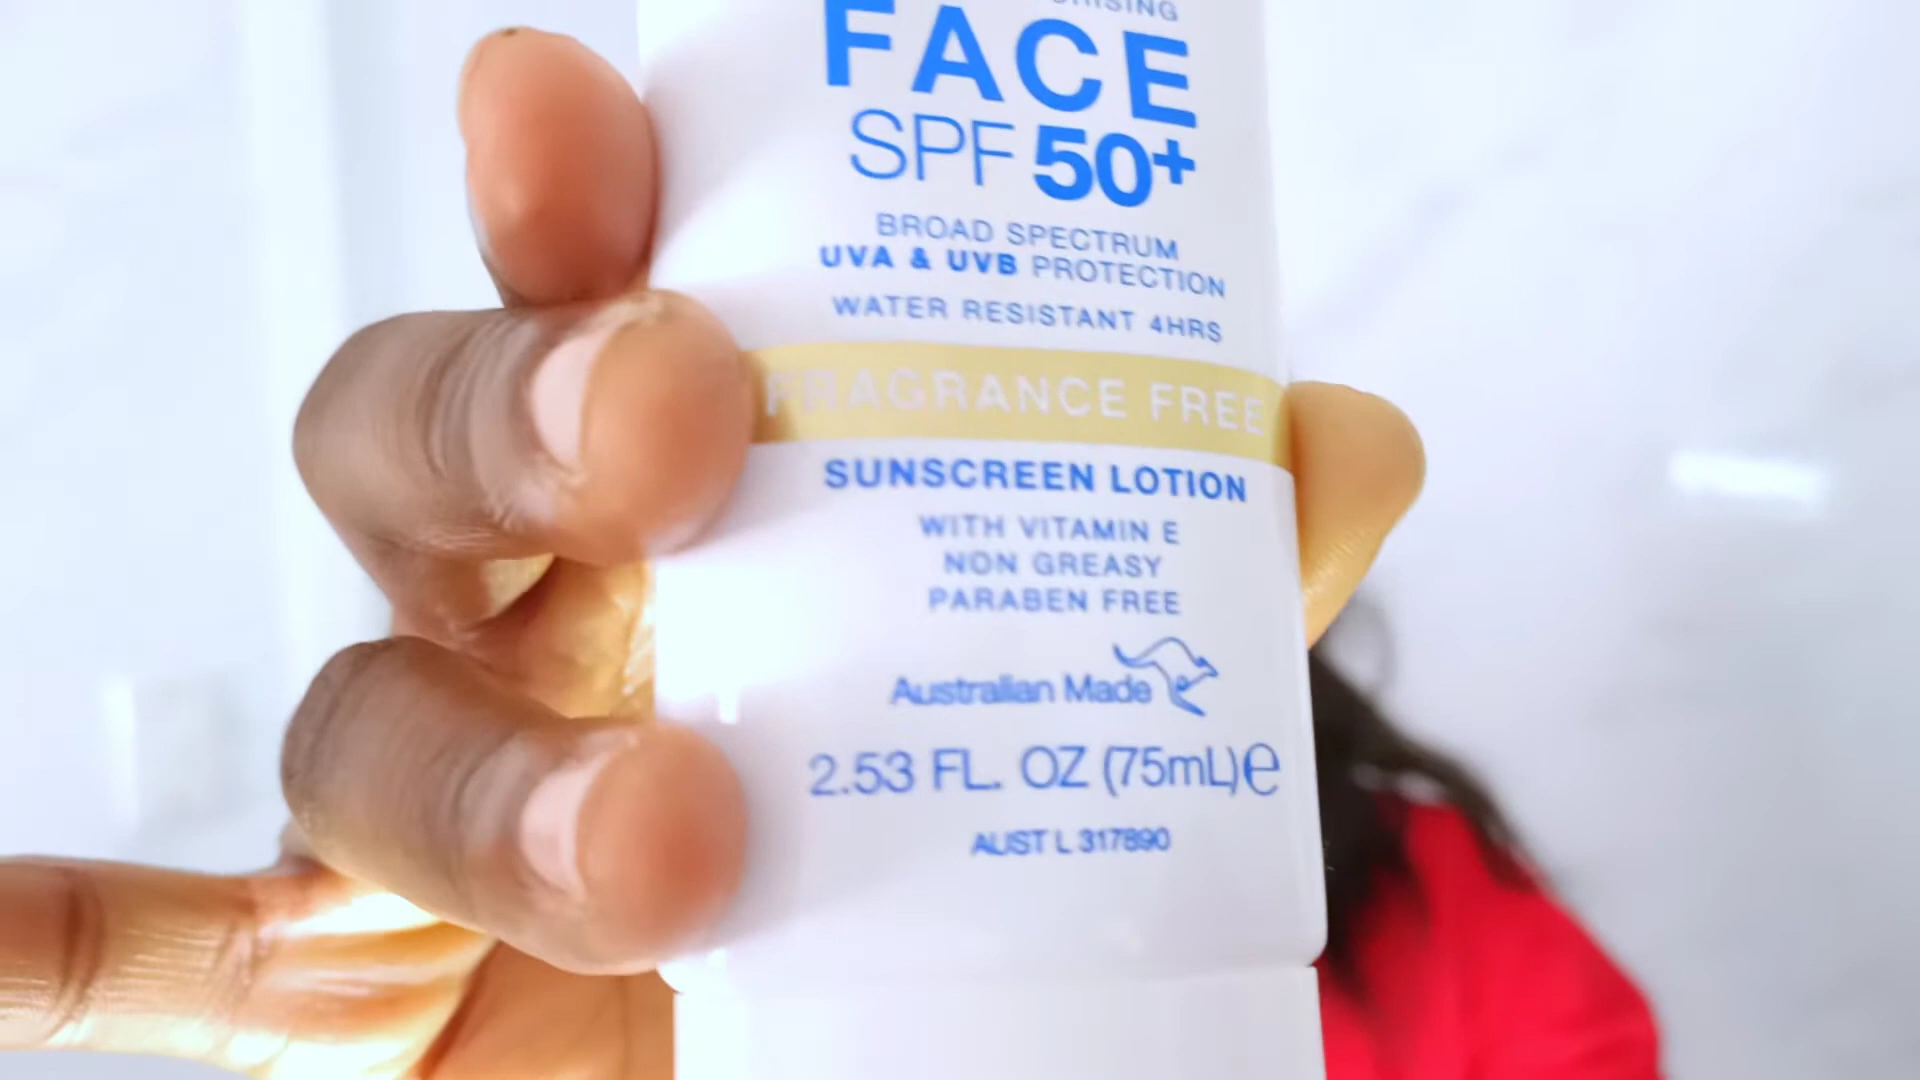 FACE
SPF 50+
BROAD SPECTRUM
UVA & UVB PROTECTION
WATER RESISTANT 4HRS
FRAGRANCE FREE
SUNSCREEN LOTION
WITH VITAMIN E
NON GREASY
PARABEN FREE
Australian Made
2.53 FL. OZ (75mL)e
AUST L 317890